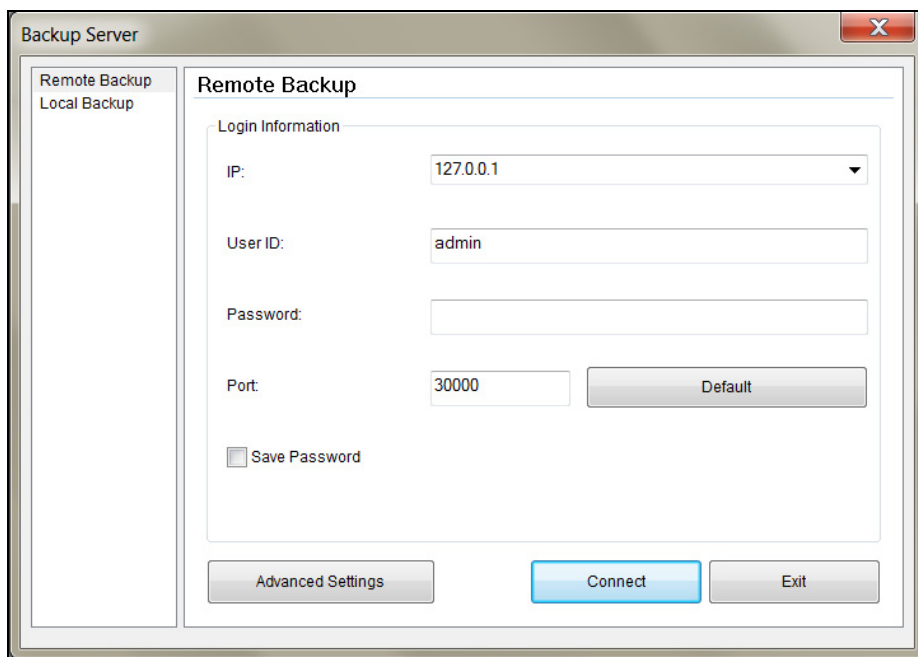 Backup Server
Remote Backup
Local Backup
Remote Backup
Login Information
IP:
127.0.0.1
User ID:
admin
Password:
Port:
30000
Default
Save Password
Advanced Settings
Connect
Exit